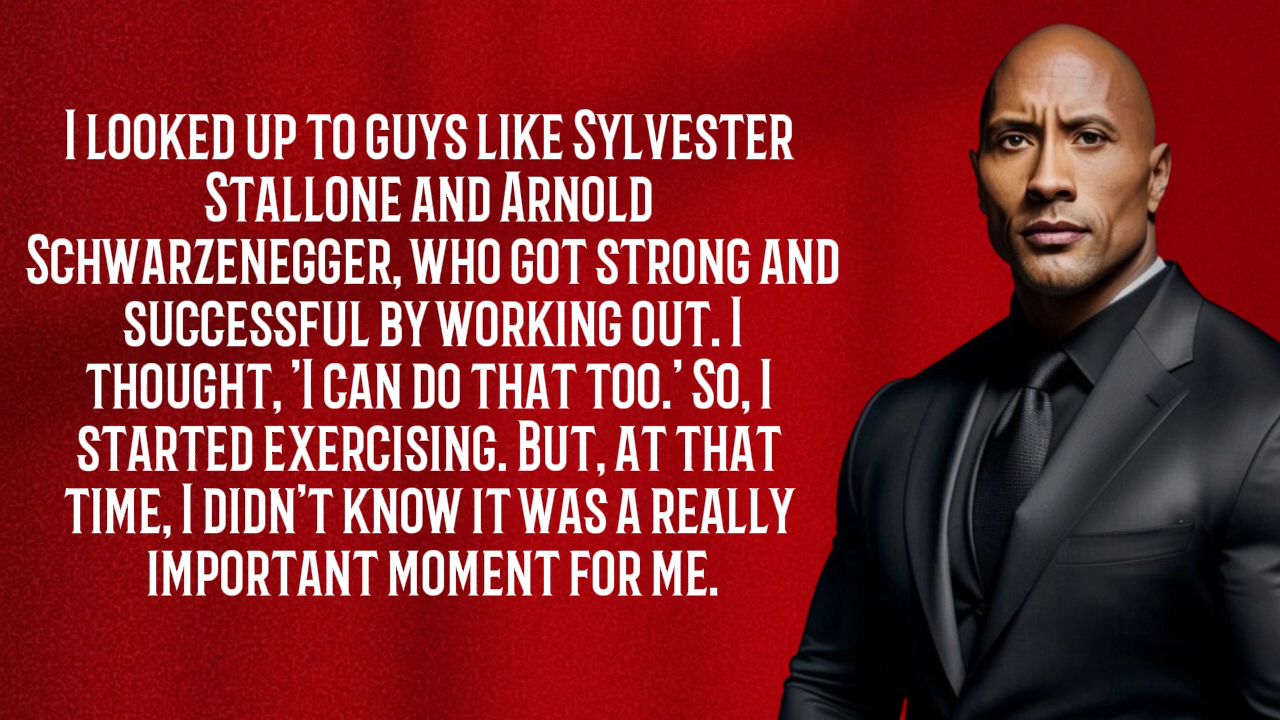 I looked up to guys like Sylvester
Stallone and Arnold
Schwarzenegger, who got strong and
successful by working out. I
thought, 'I can do that too.' So, I
started exercising. But, at that
time, I didn't know it was a really
important moment for me.